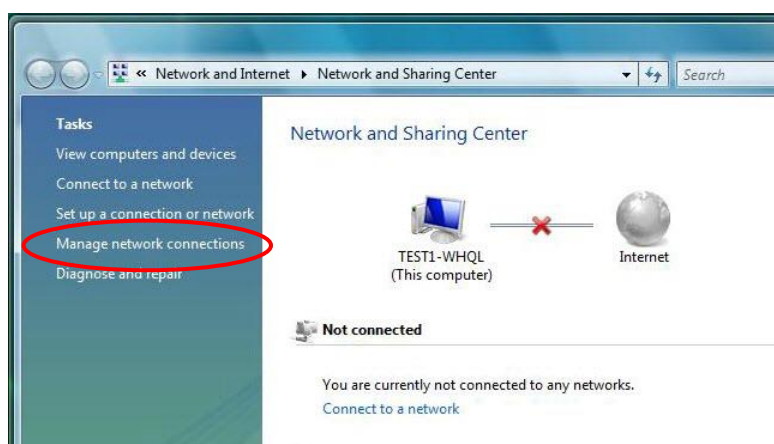 « Network and Internet ▸ Network and Sharing Center
Search
Tasks
View computers and devices
Connect to a network
Set up a connection or network
Manage network connections
Diagnose and repair
Network and Sharing Center
TEST1-WHQL
(This computer)
Internet
Not connected
You are currently not connected to any networks.
Connect to a network